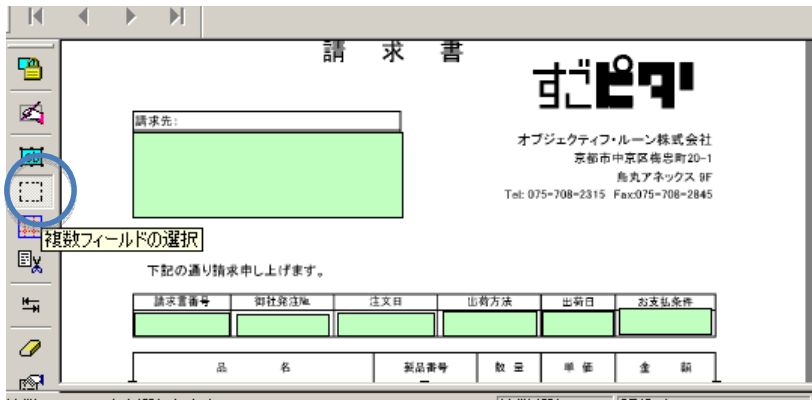 請 求 書
すごピタ!
請求先:
オブジェクティフ・ルーン株式会社
京都市中京区梅忠町20-1
烏丸アネックス 9F
Tel: 075-708-2315 Fax:075-708-2845
複数フィールドの選択
下記の通り請求申し上げます。
請求書番号 御社発注№ 注文日 出荷方法 出荷日 お支払条件
品 名 製品番号 数 量 単 価 金 額